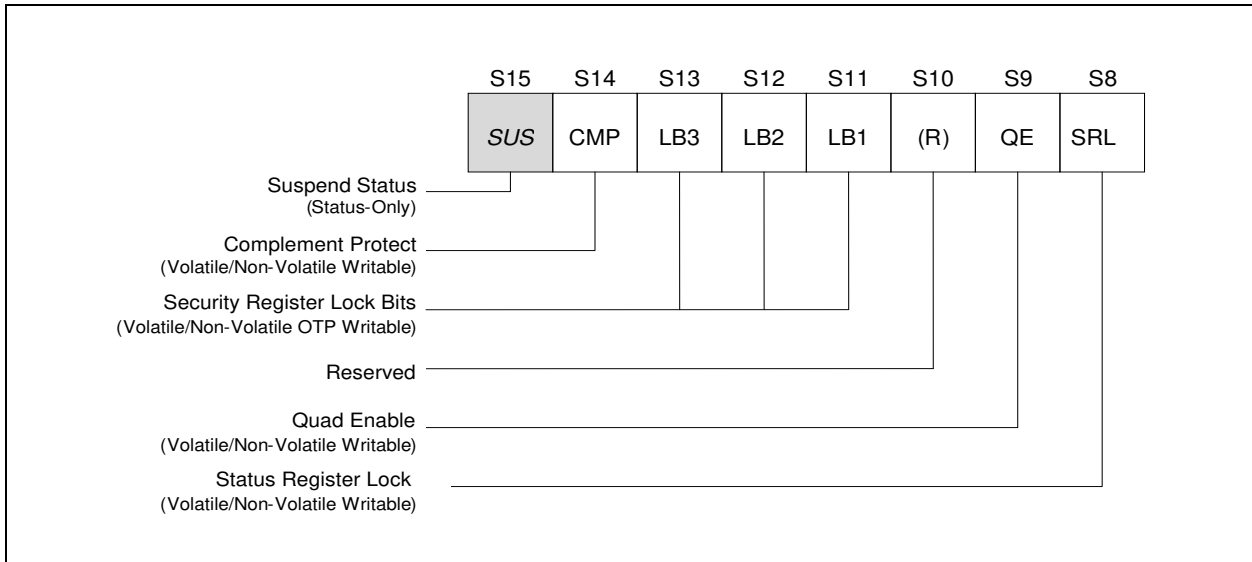 S15 S14 S13 S12 S11 S10 S9 S8
SUS CMP LB3 LB2 LB1 (R) QE SRL
Suspend Status
(Status-Only)
Complement Protect
(Volatile/Non-Volatile Writable)
Security Register Lock Bits
(Volatile/Non-Volatile OTP Writable)
Reserved
Quad Enable
(Volatile/Non-Volatile Writable)
Status Register Lock
(Volatile/Non-Volatile Writable)